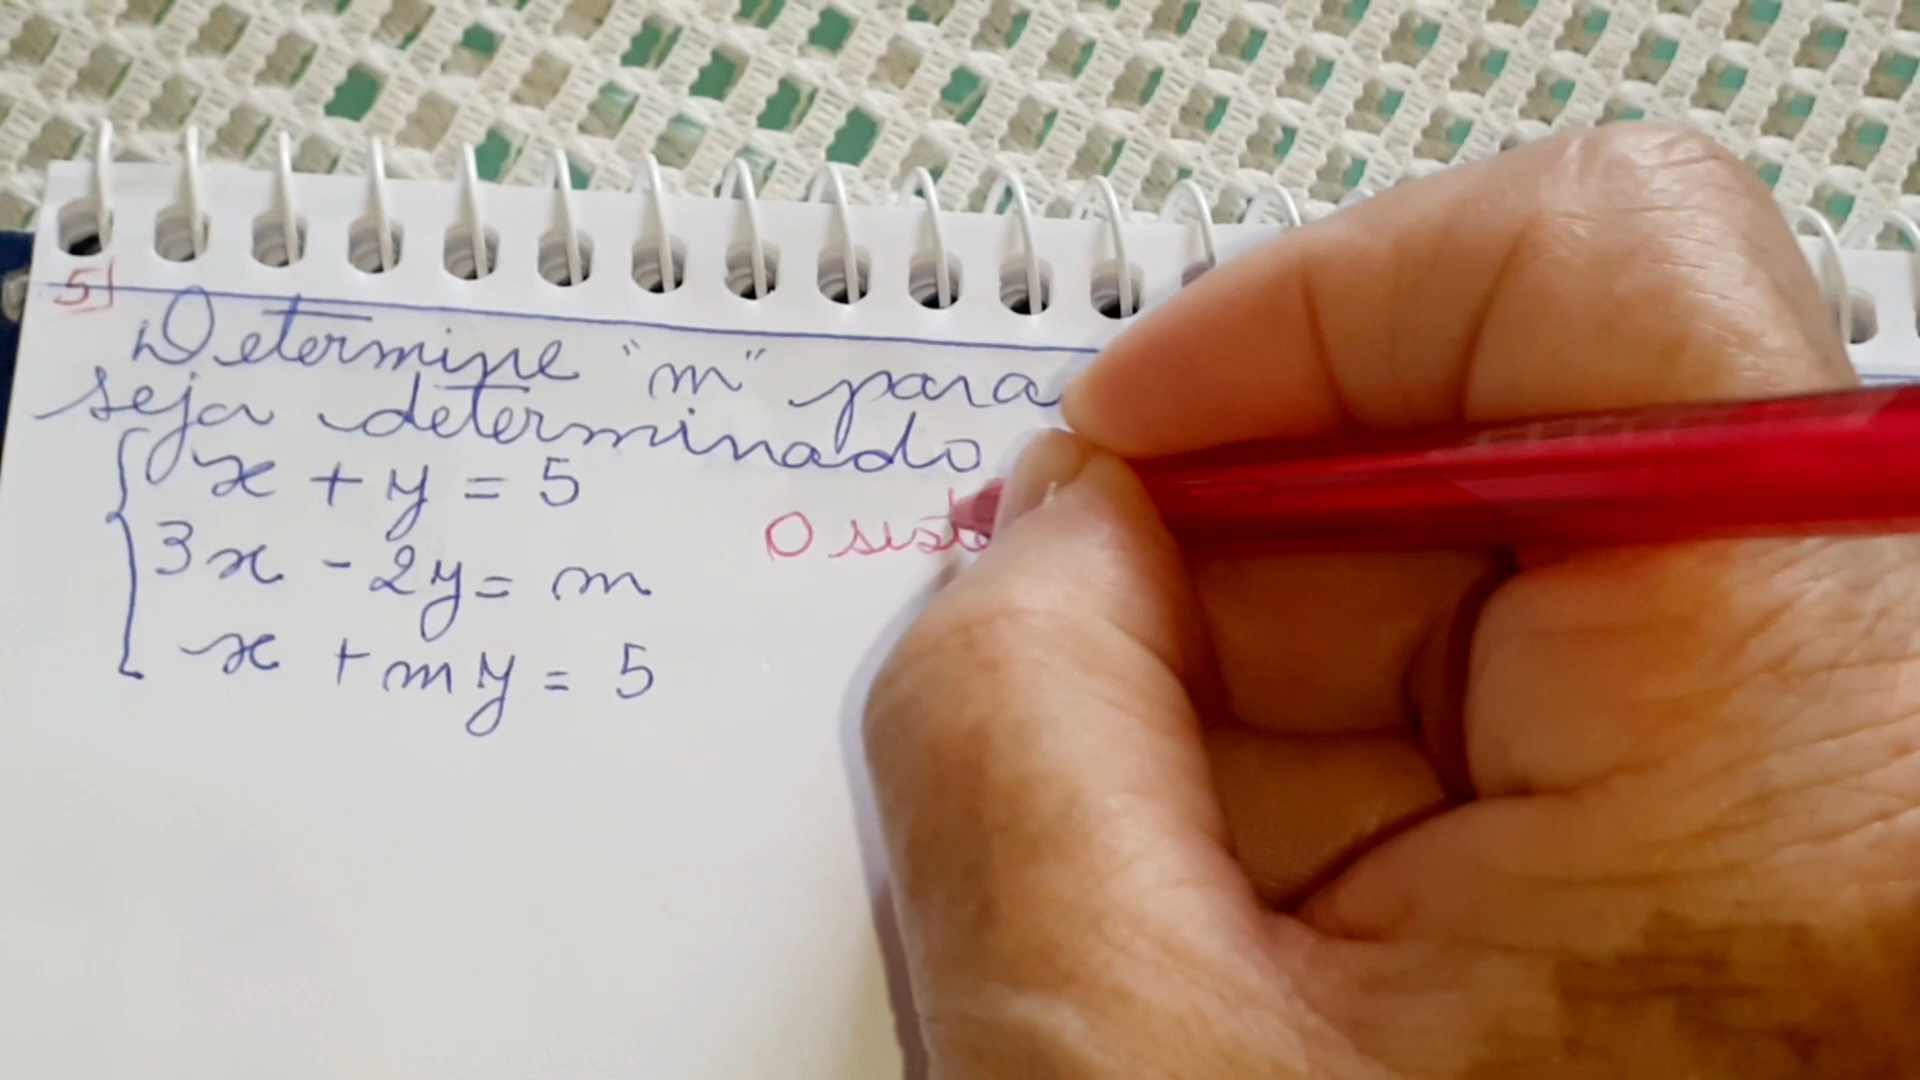 5
Determine "m" para
seja determinado
x + y = 5
O sist
3x - 2y = m
x + my = 5